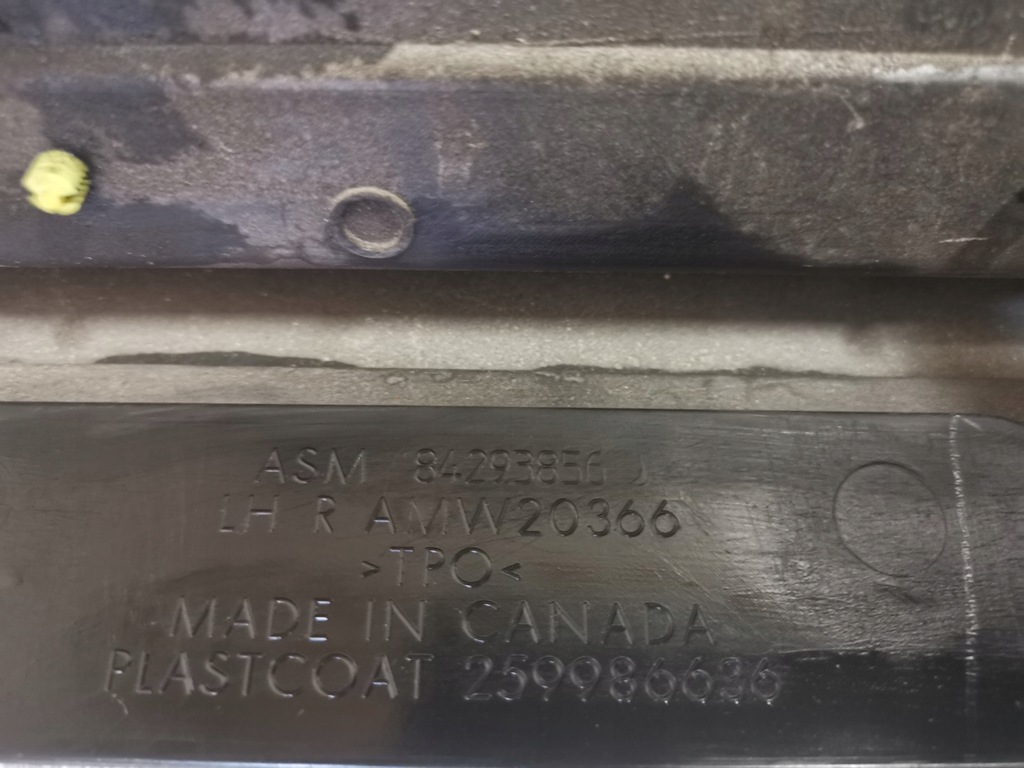 ASM 84293856
LH R AMW20366
>TPO<
MADE IN CANADA
PLASTCOAT 259986636